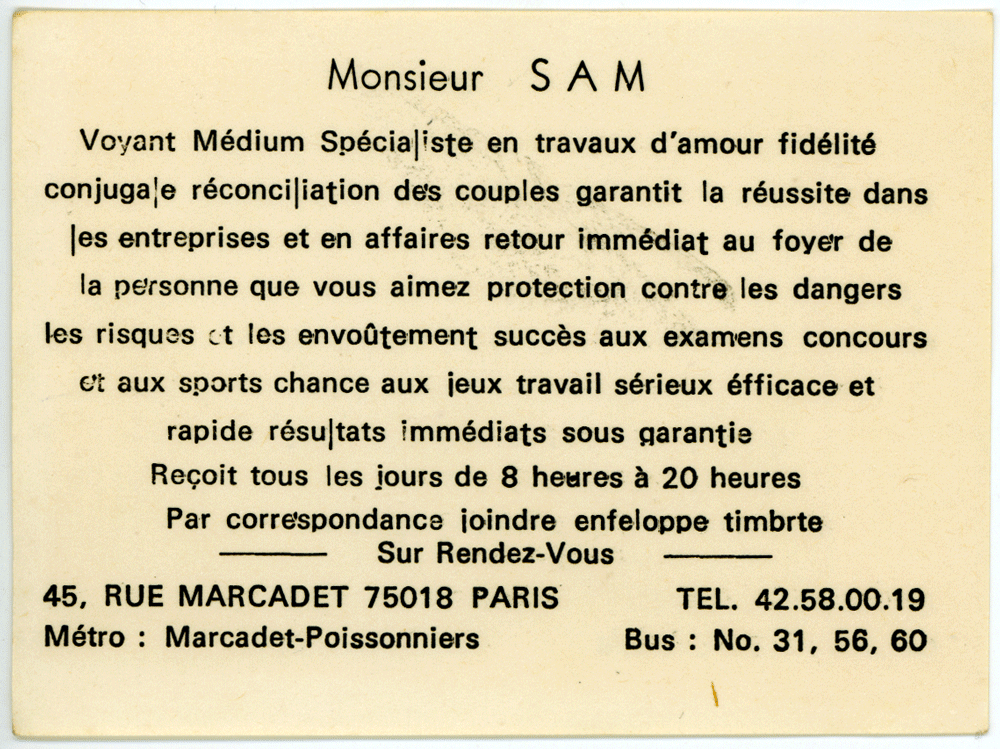 Monsieur SAM
Voyant Médium Spécialiste en travaux d'amour fidélité
conjugale réconciliation des couples garantit la réussite dans
les entreprises et en affaires retour immédiat au foyer de
la personne que vous aimez protection contre les dangers
les risques et les envoûtement succès aux examens concours
et aux sports chance aux jeux travail sérieux éfficace et
rapide résultats immédiats sous garantie
Reçoit tous les jours de 8 heures à 20 heures
Par correspondance joindre enfeloppe timbrte
Sur Rendez-Vous
45, RUE MARCADET 75018 PARIS TEL. 42.58.00.19
Métro : Marcadet-Poissonniers Bus : No. 31, 56, 60